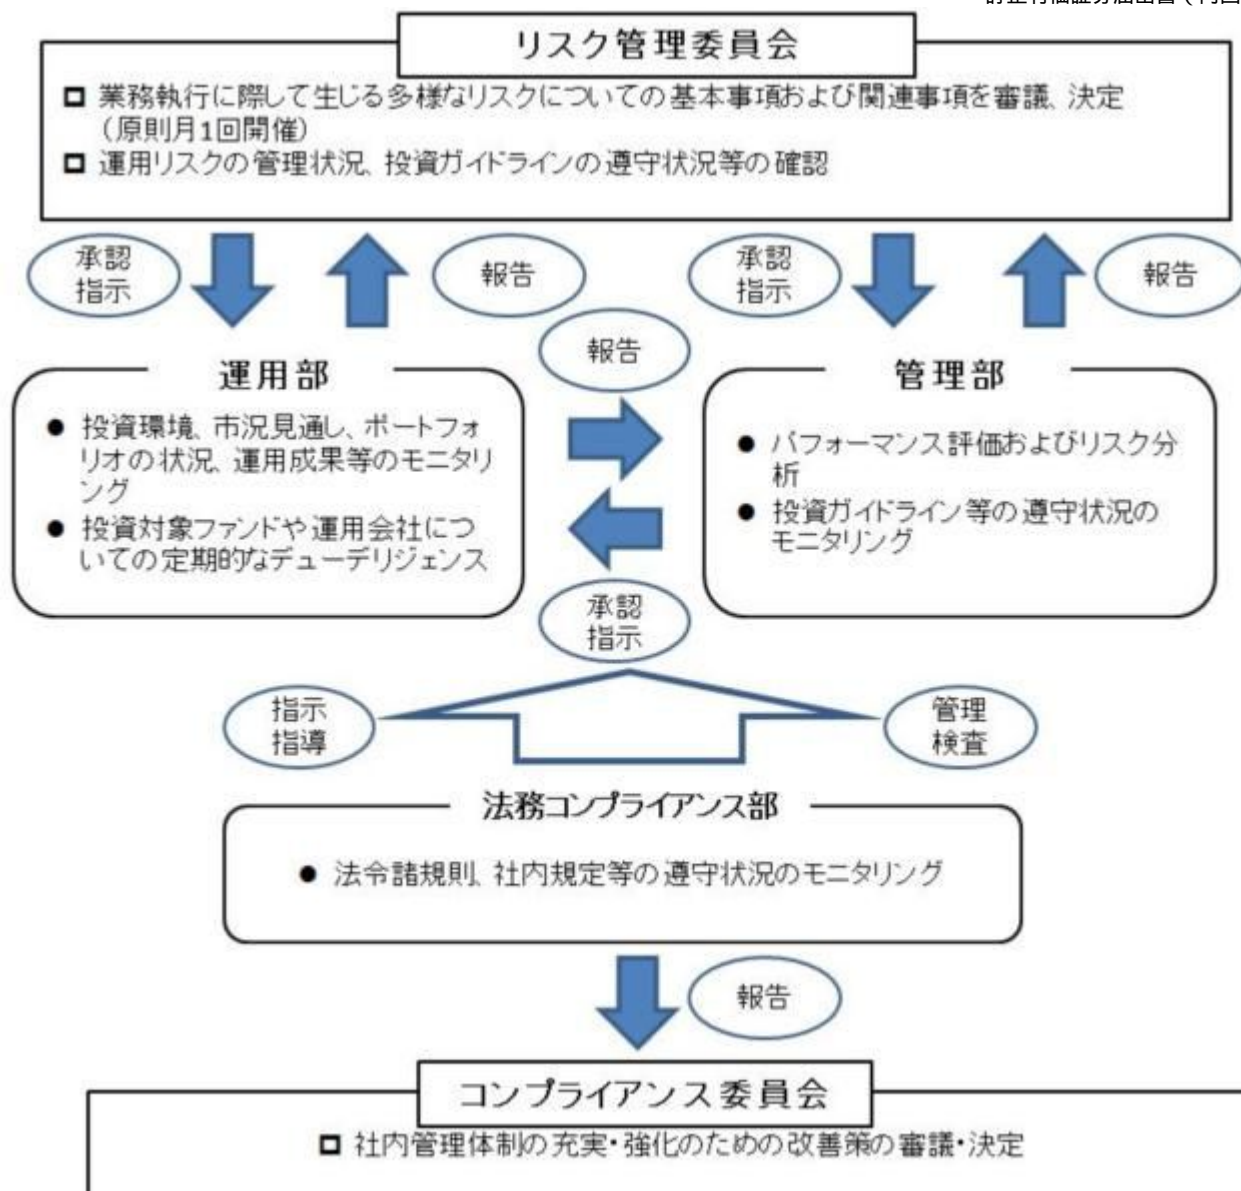 訂正有価証券届出書（内国
リスク管理委員会
業務執行に際して生じる多様なリスクについての基本事項および関連事項を審議、決定
（原則月1回開催）
運用リスクの管理状況、投資ガイドラインの遵守状況等の確認
承認
指示
報告
承認
指示
報告
報告
運用部
投資環境、市況見通し、ポートフォ
リオの状況、運用成果等のモニタリ
ング
投資対象ファンドや運用会社につ
いての定期的なデューデリジェンス
管理部
パフォーマンス評価およびリスク分
析
投資ガイドライン等の遵守状況の
モニタリング
承認
指示
指示
指導
管理
検査
法務コンプライアンス部
法令諸規則、社内規定等の遵守状況のモニタリング
報告
コンプライアンス委員会
社内管理体制の充実・強化のための改善策の審議・決定